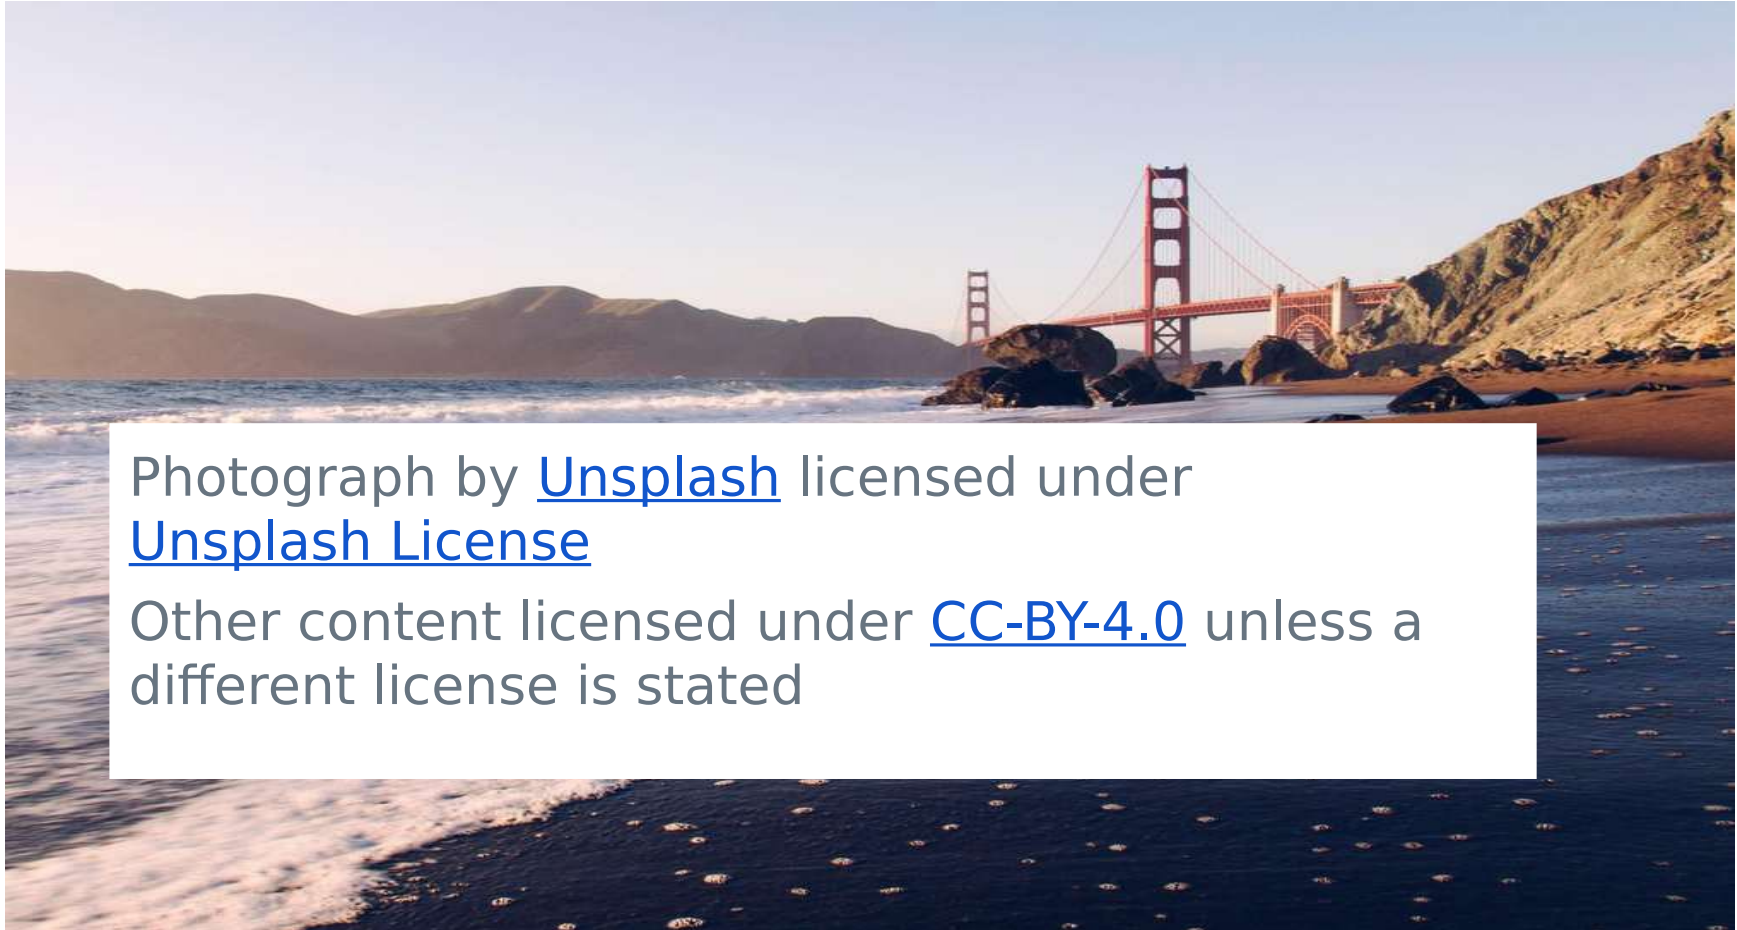 Photograph by Unsplash licensed under
Unsplash License
Other content licensed under CC-BY-4.0 unless a
different license is stated